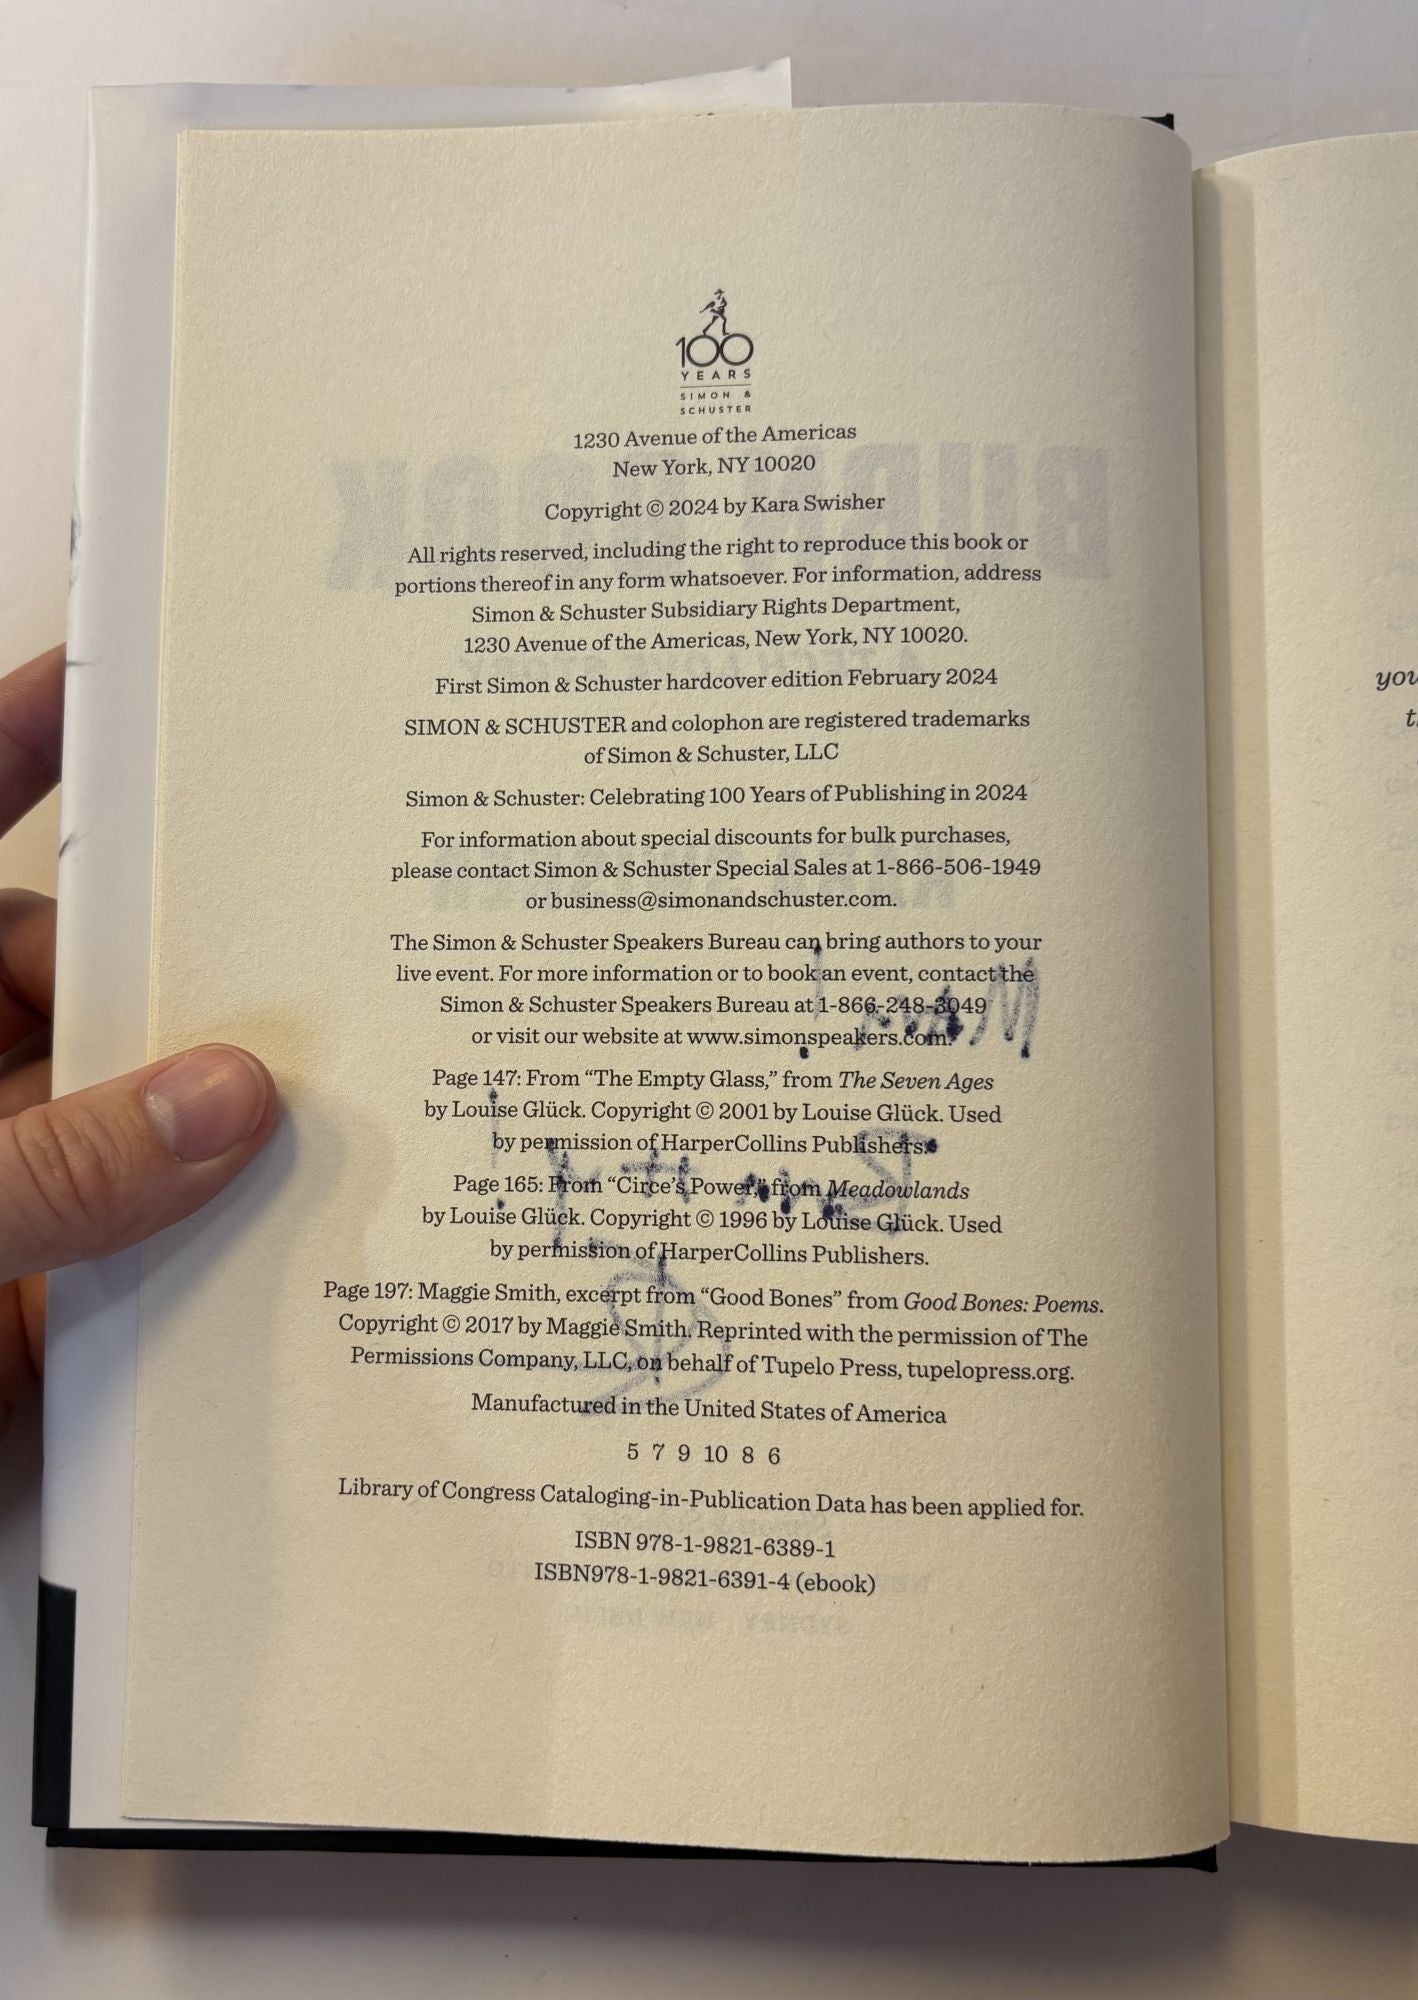 100
YEARS
SIMON &
SCHUSTER
1230 Avenue of the Americas
New York, NY 10020
Copyright © 2024 by Kara Swisher
All rights reserved, including the right to reproduce this book or
portions thereof in any form whatsoever. For information, address
Simon & Schuster Subsidiary Rights Department,
1230 Avenue of the Americas, New York, NY 10020.
First Simon & Schuster hardcover edition February 2024
SIMON & SCHUSTER and colophon are registered trademarks
of Simon & Schuster, LLC
Simon & Schuster: Celebrating 100 Years of Publishing in 2024
For information about special discounts for bulk purchases,
please contact Simon & Schuster Special Sales at 1-866-506-1949
or business@simonandschuster.com.
The Simon & Schuster Speakers Bureau can bring authors to your
live event. For more information or to book an event, contact the
Simon & Schuster Speakers Bureau at 1-866-248-3049
or visit our website at www.simonspeakers.com.
Page 147: From “The Empty Glass,” from The Seven Ages
by Louise Glück. Copyright © 2001 by Louise Glück. Used
by permission of HarperCollins Publishers.
Page 165: From “Circe’s Power,” from Meadowlands
by Louise Glück. Copyright © 1996 by Louise Glück. Used
by permission of HarperCollins Publishers.
Page 197: Maggie Smith, excerpt from “Good Bones” from Good Bones: Poems.
Copyright © 2017 by Maggie Smith. Reprinted with the permission of The
Permissions Company, LLC, on behalf of Tupelo Press, tupelopress.org.
Manufactured in the United States of America
5 7 9 10 8 6
Library of Congress Cataloging-in-Publication Data has been applied for.
ISBN 978-1-9821-6389-1
ISBN978-1-9821-6391-4 (ebook)